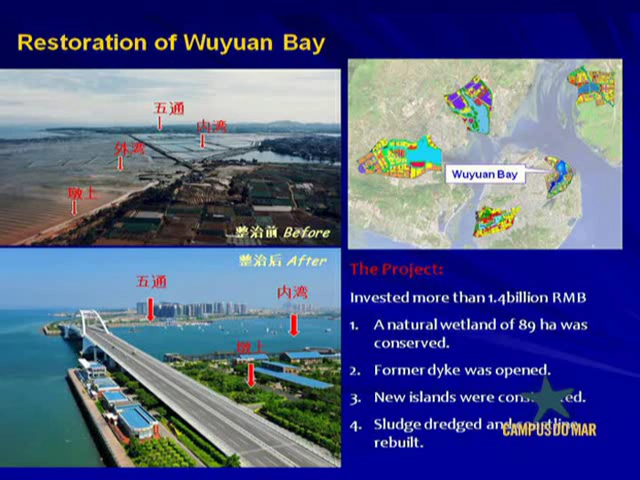 Restoration of Wuyuan Bay
五通
内湾
外湾
墩上
整治前 Before
整治后 After
五通
内湾
墩上
Wuyuan Bay
The Project:
Invested more than 1.4billion RMB
1. A natural wetland of 89 ha was
conserved.
2. Former dyke was opened.
3. New islands were
4. Sludge dredged and
rebuilt.
CAMPUS DO MAR